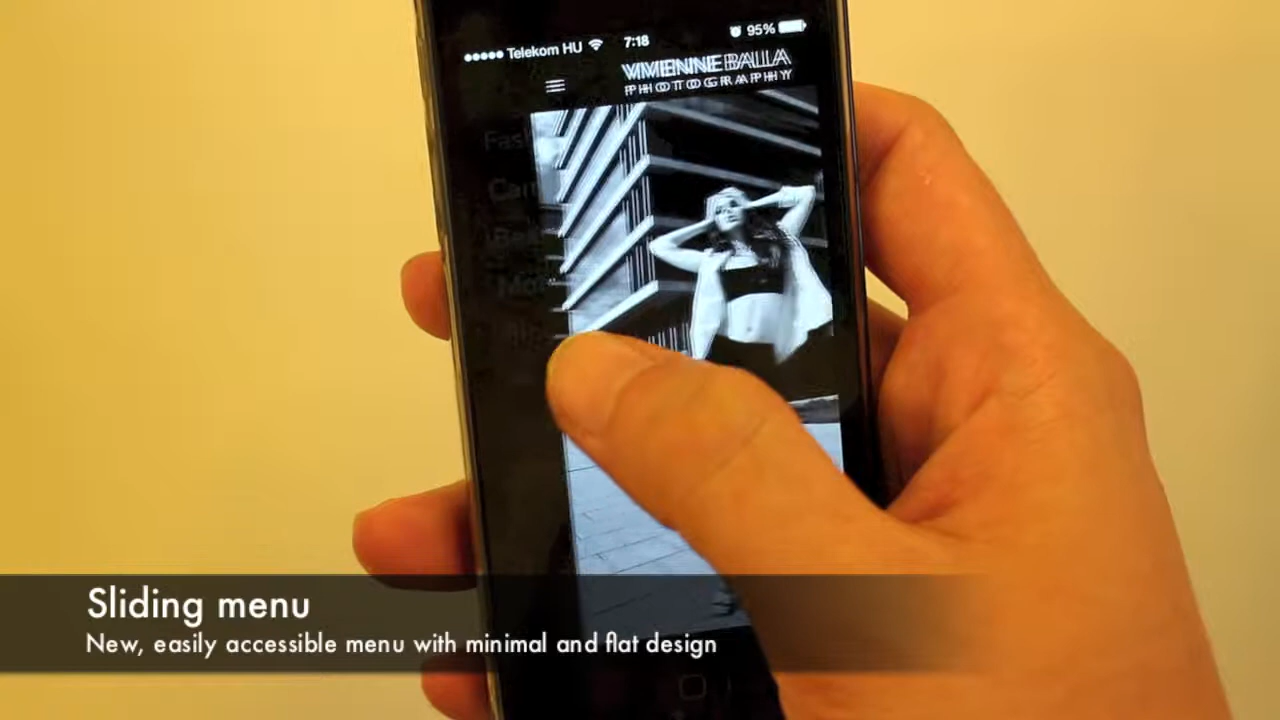 Telekom HU 7:18 95%
VIVIENNE BALLA
PHOTOGRAPHY
Sliding menu
New, easily accessible menu with minimal and flat design